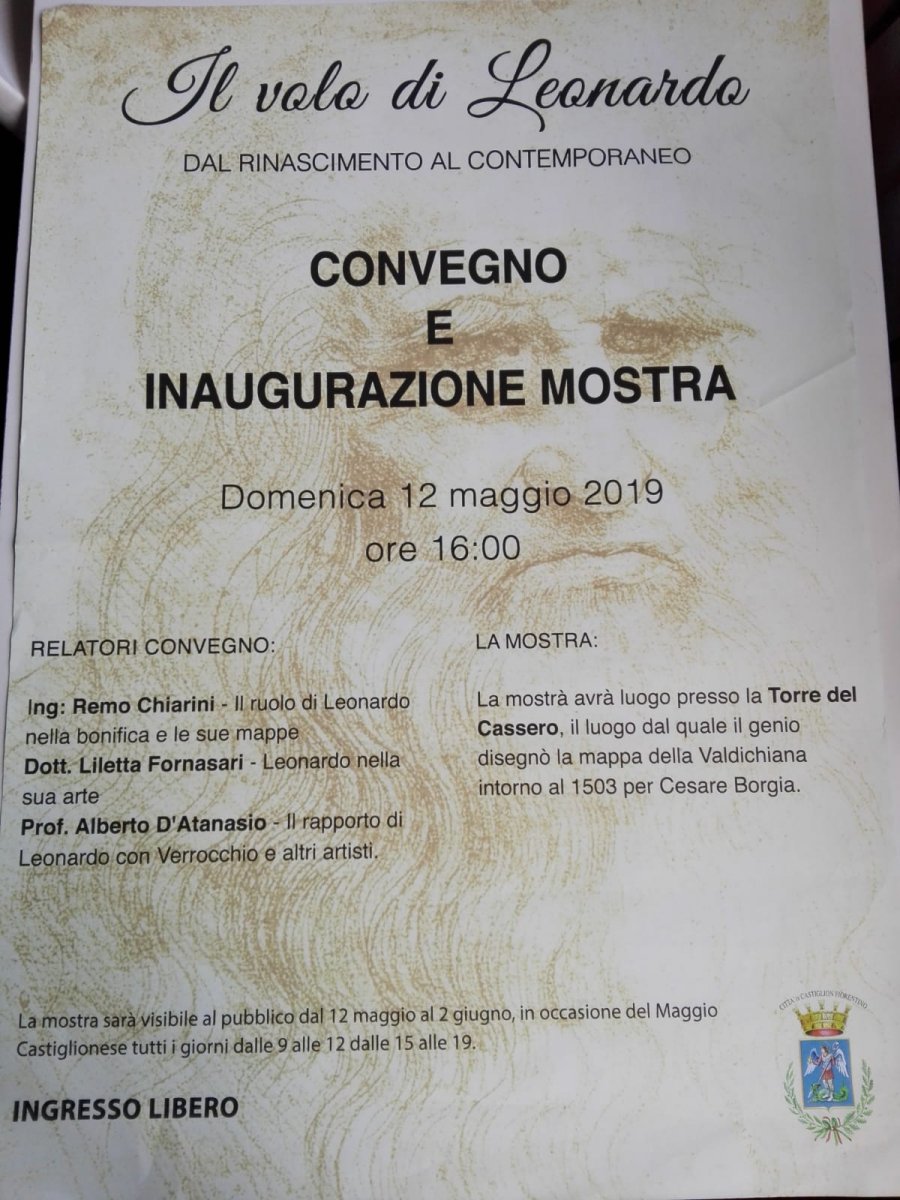 Il volo di Leonardo
DAL RINASCIMENTO AL CONTEMPORANEO
CONVEGNO
E
INAUGURAZIONE MOSTRA
Domenica 12 maggio 2019
ore 16:00
RELATORI CONVEGNO:
Ing: Remo Chiarini - Il ruolo di Leonardo
nella bonifica e le sue mappe
Dott. Liletta Fornasari - Leonardo nella
sua arte
Prof. Alberto D'Atanasio - Il rapporto di
Leonardo con Verrocchio e altri artisti.
LA MOSTRA:
La mostrà avrà luogo presso la Torre del
Cassero, il luogo dal quale il genio
disegnò la mappa della Valdichiana
intorno al 1503 per Cesare Borgia.
La mostra sarà visibile al pubblico dal 12 maggio al 2 giugno, in occasione del Maggio
Castiglionese tutti i giorni dalle 9 alle 12 dalle 15 alle 19.
INGRESSO LIBERO
CITTÀ di CASTIGLION FIORENTINO